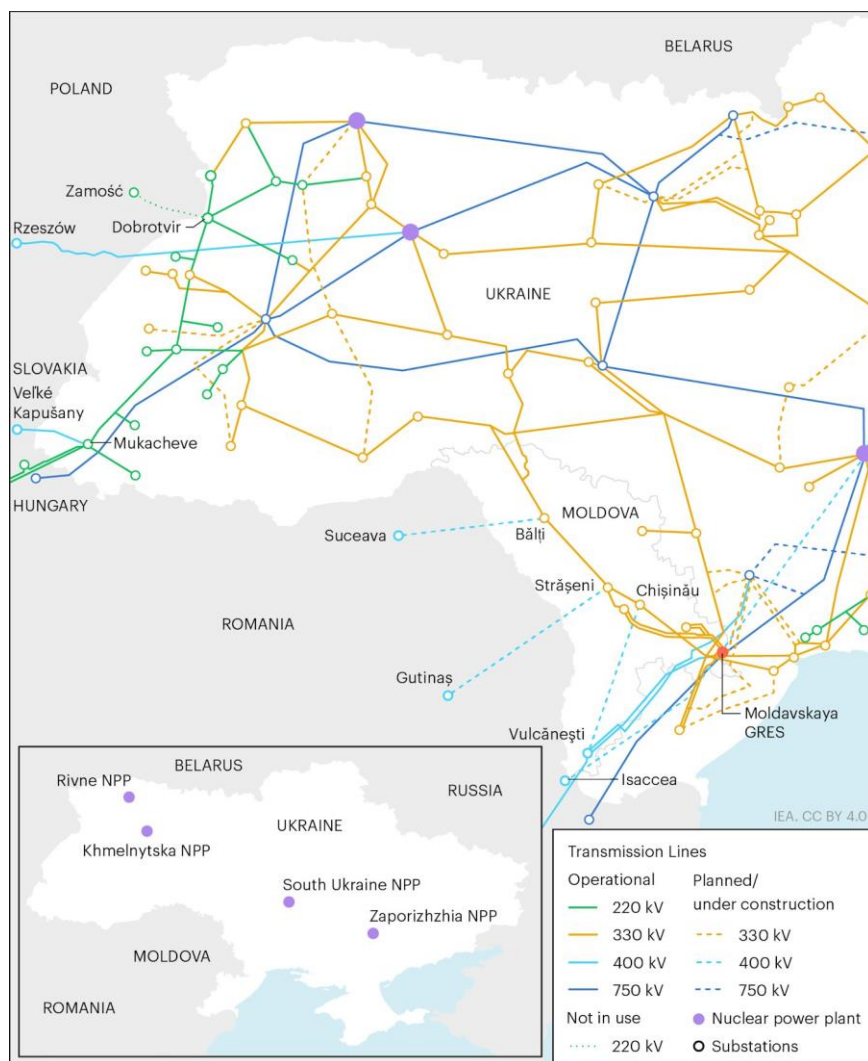 BELARUS
POLAND
Zamość
Dobrotvir
Rzeszów
UKRAINE
SLOVAKIA
Veľké
Kapušany
Mukacheve
HUNGARY
MOLDOVA
Suceava
Bălți
Strășeni
Chișinău
ROMANIA
Gutinaș
Moldavskaya
GRES
Vulcănești
Isaccea
IEA. CC BY 4.0
BELARUS
Rivne NPP
RUSSIA
UKRAINE
Khmelnytska NPP
South Ukraine NPP
Zaporizhzhia NPP
MOLDOVA
ROMANIA
Transmission Lines
Operational
Planned/
under construction
220 kV
330 kV
330 kV
400 kV
400 kV
750 kV
750 kV
Not in use
Nuclear power plant
220 kV
Substations